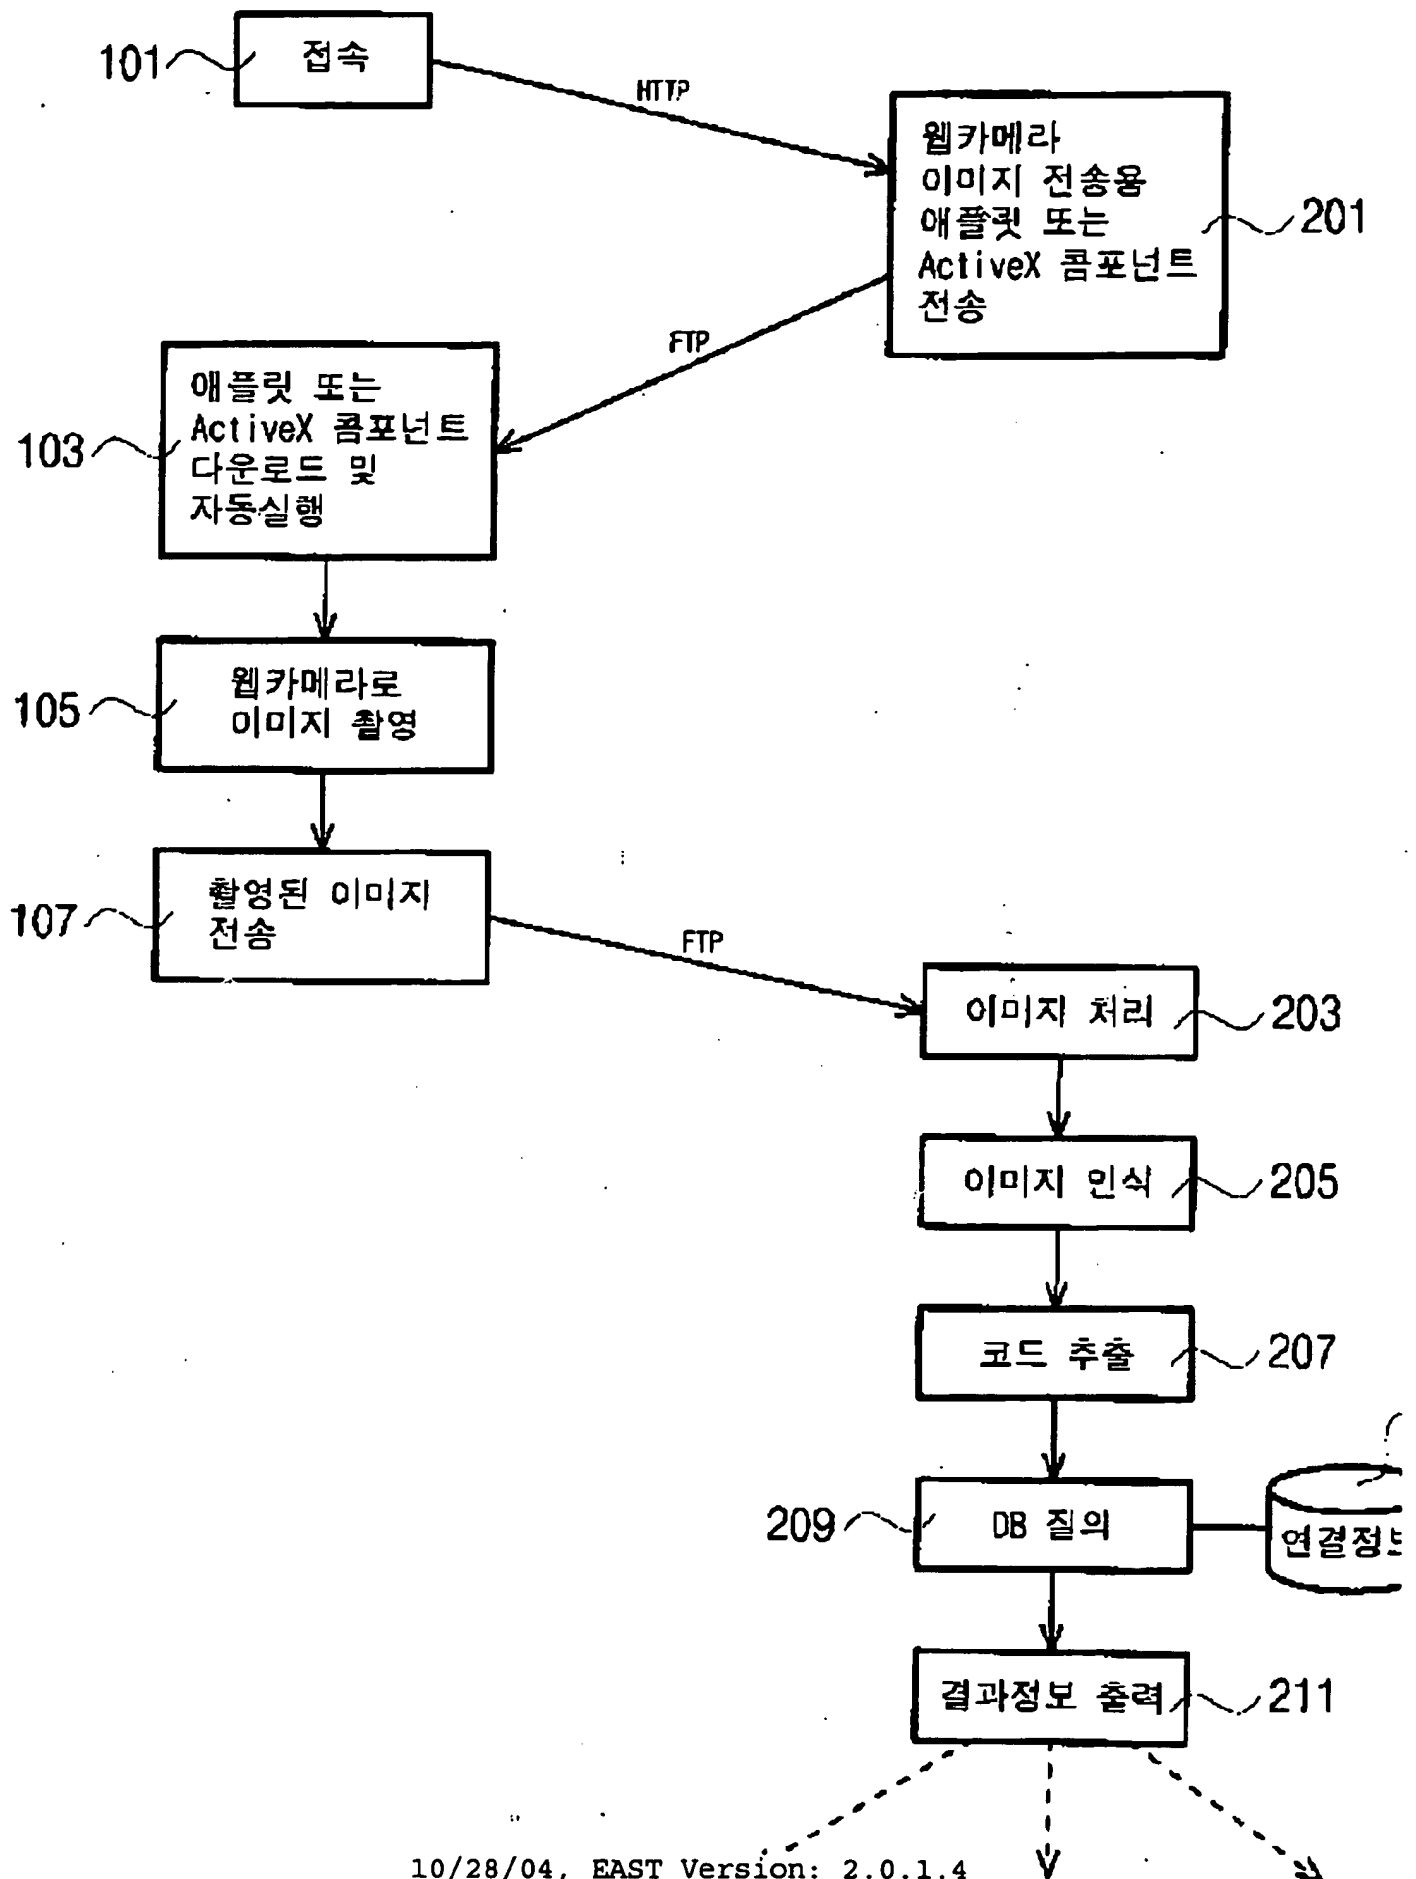 접속
101
HTTP
웹카메라
이미지 전송용
애플릿 또는
ActiveX 콤포넌트
전송
201
FTP
애플릿 또는
ActiveX 콤포넌트
다운로드 및
자동실행
103
웹카메라로
이미지 촬영
105
촬영된 이미지
전송
107
FTP
이미지 처리
203
이미지 인식
205
코드 추출
207
DB 질의
209
연결정보
결과정보 출력
211
10/28/04, EAST Version: 2.0.1.4